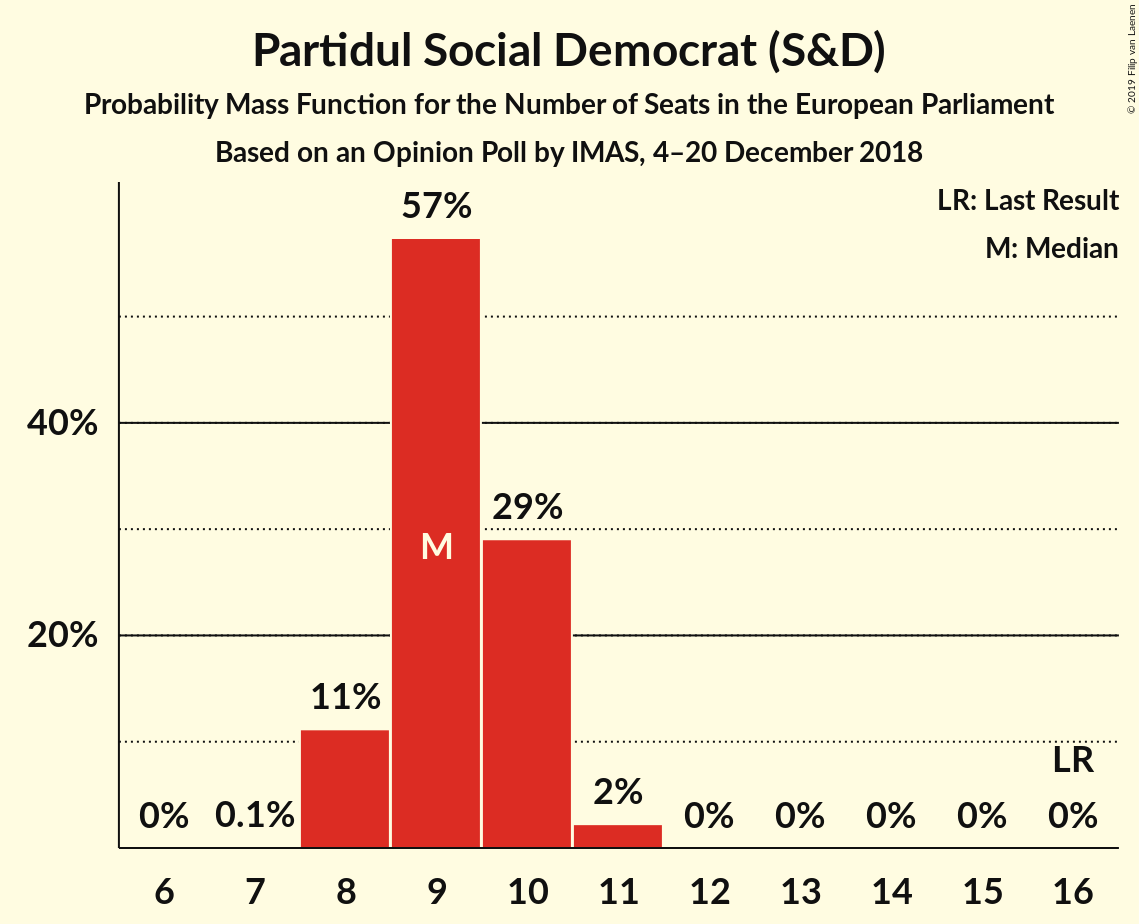 Partidul Social Democrat (S&D)
Probability Mass Function for the Number of Seats in the European Parliament
Based on an Opinion Poll by IMAS, 4–20 December 2018
© 2019 Filip van Laenen
LR: Last Result
M: Median
57%
40%
29%
M
20%
11%
LR
2%
0% 0.1% 0% 0% 0% 0% 0%
6 7 8 9 10 11 12 13 14 15 16